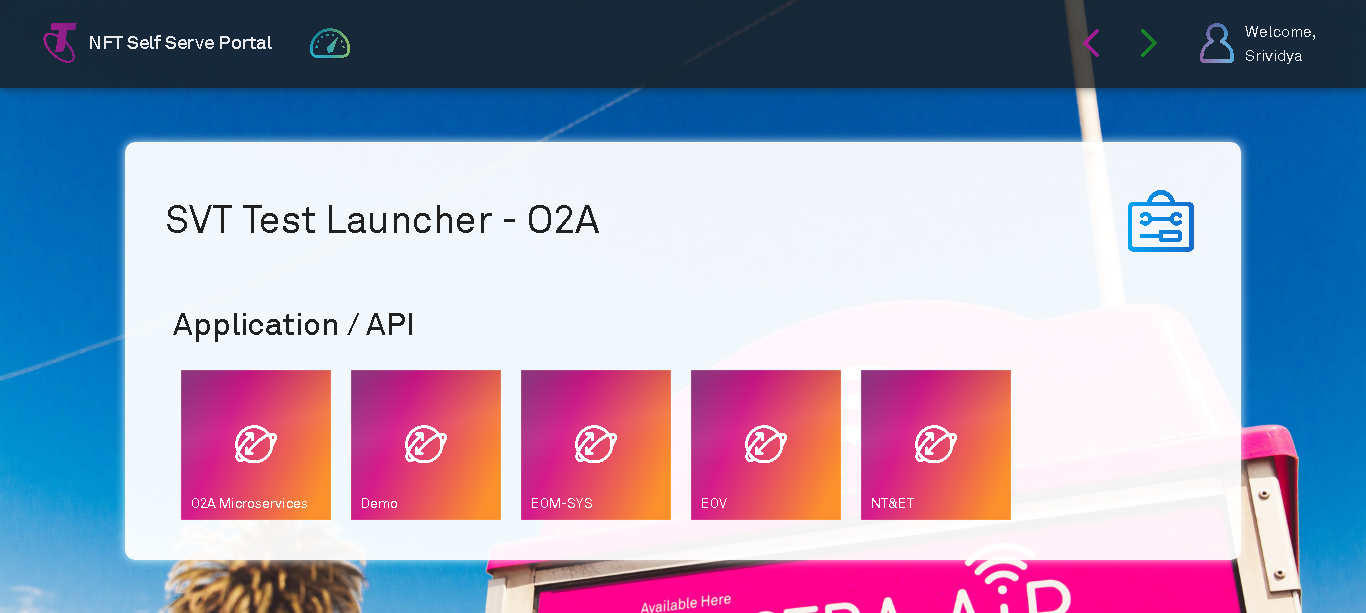 NFT Self Serve Portal
Welcome,
Srividya
SVT Test Launcher - O2A
Application / API
O2A Microservices
Demo
EOM-SYS
EOV
NT&ET
Available Here
AiR